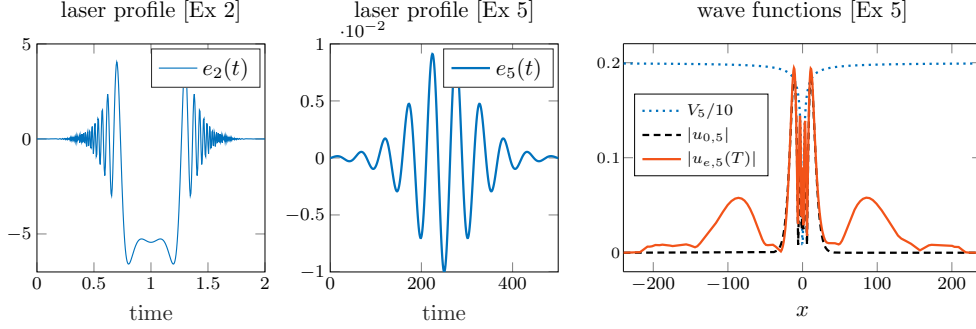 laser profile [Ex 2]
5
0
−5
0
0.5
1
1.5
2
e₂(t)
time
laser profile [Ex 5]
·10⁻²
1
0.5
0
−0.5
−1
0
200
400
e₅(t)
time
wave functions [Ex 5]
0.2
0.1
0
−200
−100
0
100
200
V₅/10
|u₀,₅|
|uₑ,₅(T)|
x